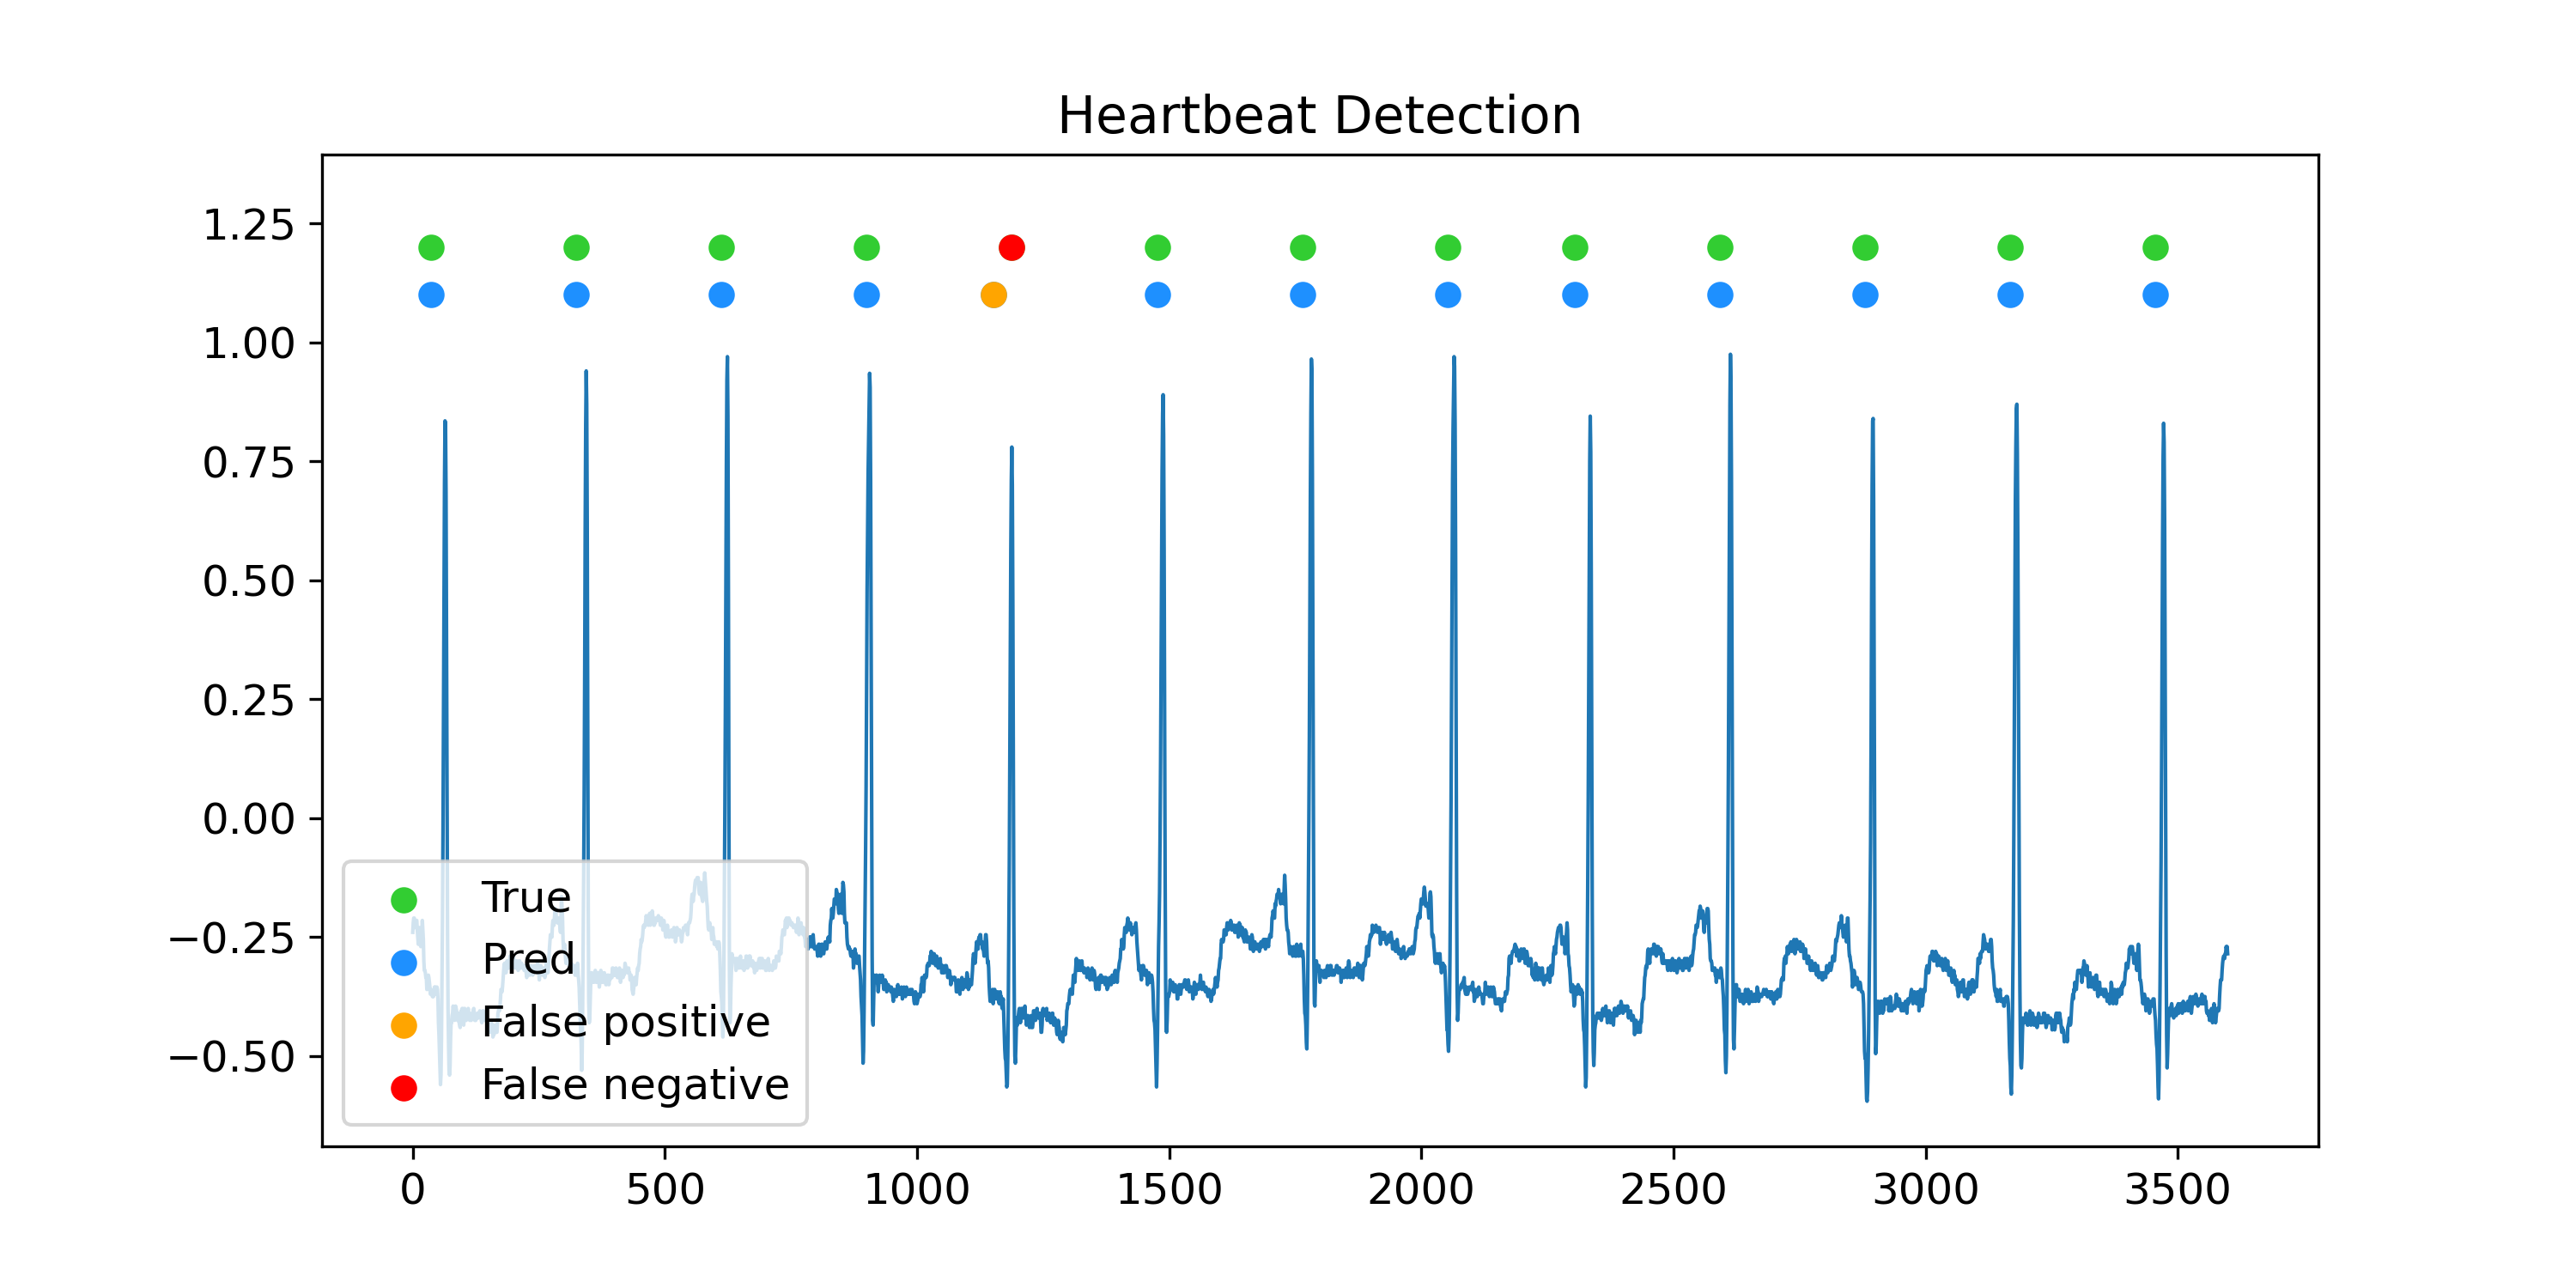 Heartbeat Detection
1.25
1.00
0.75
0.50
0.25
0.00
−0.25
−0.50
True
Pred
False positive
False negative
0 500 1000 1500 2000 2500 3000 3500